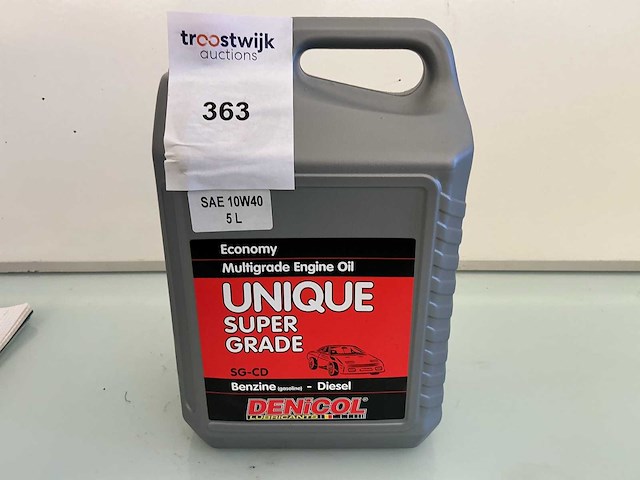 troostwijk
auctions
363
SAE 10W40
5 L
Economy
Multigrade Engine Oil
UNIQUE
SUPER
GRADE
SG-CD
Benzine (gasoline) - Diesel
DENiCOL®
LUBRICANTS